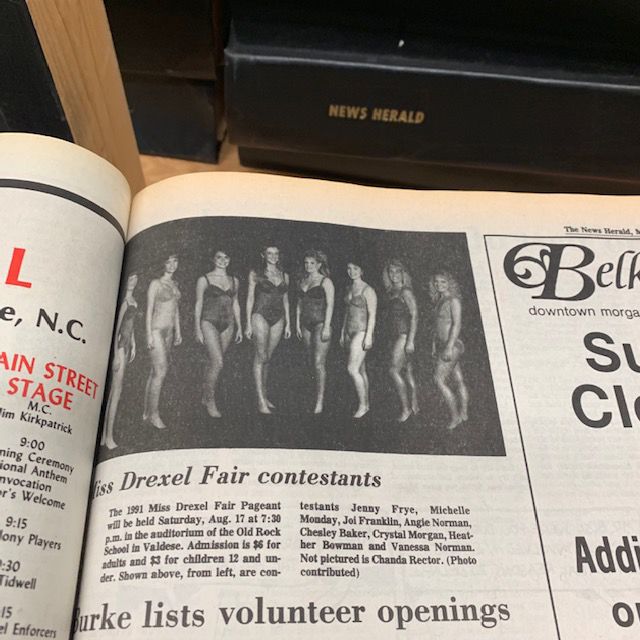 NEWS HERALD
L
e, N.C.
AIN STREET
STAGE
M.C.
Jim Kirkpatrick
9:00
ning Ceremony
ional Anthem
nvocation
or's Welcome
9:15
lony Players
9:30
Tidwell
:15
el Enforcers
iss Drexel Fair contestants
The 1991 Miss Drexel Fair Pageant
will be held Saturday, Aug. 17 at 7:30
p.m. in the auditorium of the Old Rock
School in Valdese. Admission is $6 for
adults and $3 for children 12 and un-
der. Shown above, from left, are con-
testants Jenny Frye, Michelle
Monday, Joi Franklin, Angie Norman,
Chesley Baker, Crystal Morgan, Heat-
her Bowman and Vanessa Norman.
Not pictured is Chanda Rector. (Photo
contributed)
Burke lists volunteer openings
The News Herald, M
Belk
downtown morga
Su
Clo
Addi
o